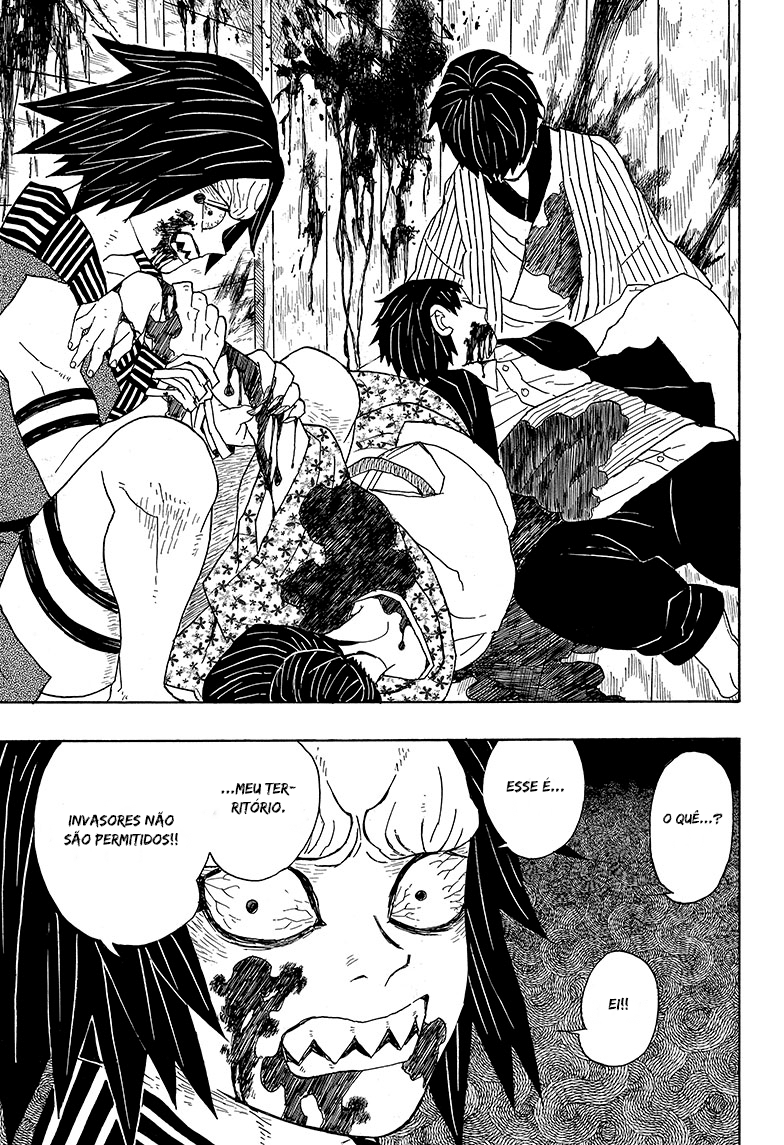 O QUÊ...?
EI!!
ESSE É...
...MEU TER-
RITÓRIO.
INVASORES NÃO
SÃO PERMITIDOS!!